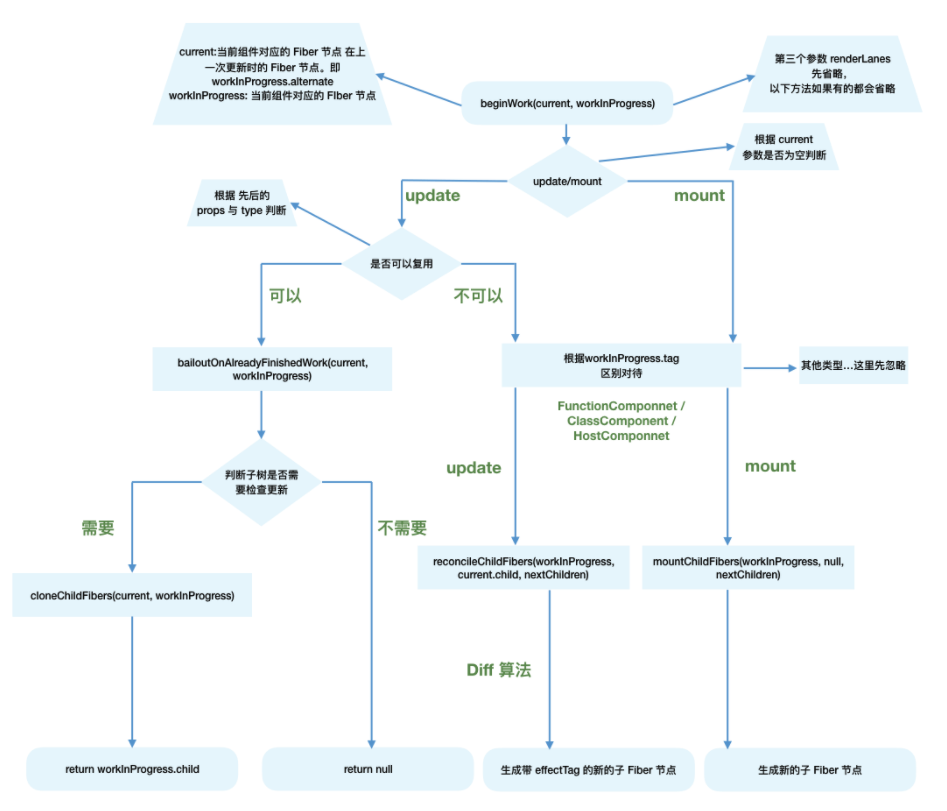 current:当前组件对应的 Fiber 节点 在上
一次更新时的 Fiber 节点。即
workInProgress.alternate
workInProgress: 当前组件对应的 FIber 节点
beginWork(current, workInProgress)
第三个参数 renderLanes
先省略，
以下方法如果有的都会省略
根据 current
参数是否为空判断
update/mount
update
mount
根据 先后的
props 与 type 判断
是否可以复用
可以
不可以
bailoutOnAlreadyFinishedWork(current,
workInProgress)
根据workInProgress.tag
区别对待
其他类型...这里先忽略
FunctionComponnet /
ClassComponent /
HostComponnet
update
mount
判断子树是否需
要检查更新
需要
不需要
reconcileChildFibers(workInProgress,
current.child, nextChildren)
mountChildFibers(workInProgress, null,
nextChildren)
cloneChildFibers(current, workInProgress)
Diff 算法
return workInProgress.child
return null
生成带 effectTag 的新的子 Fiber 节点
生成新的子 Fiber 节点